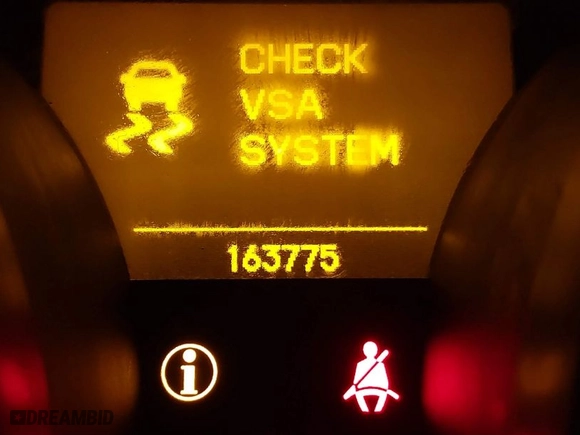 CHECK
VSA
SYSTEM
163775
DREAMBID